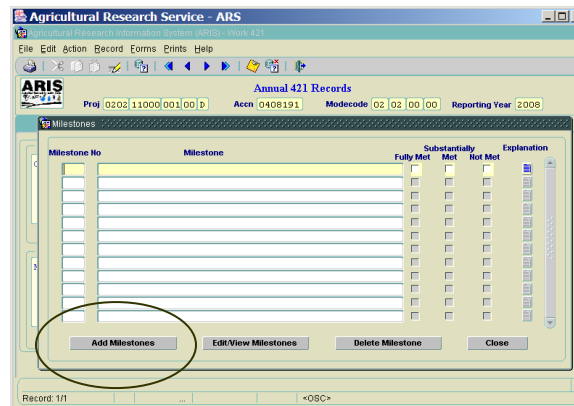 Agricultural Research Service - ARS
Agricultural Research Information System (ARIS) - Work 421
File Edit Action Record Forms Prints Help
ARIS
Annual 421 Records
Proj 0202 11000 001 00 D Accn 0408191 Modecode 02 02 00 00 Reporting Year 2008
Milestones
Milestone No Milestone Fully Met Substantially Met Not Met Explanation
Add Milestones Edit/View Milestones Delete Milestone Close
Record: 1/1 ... <OSC>